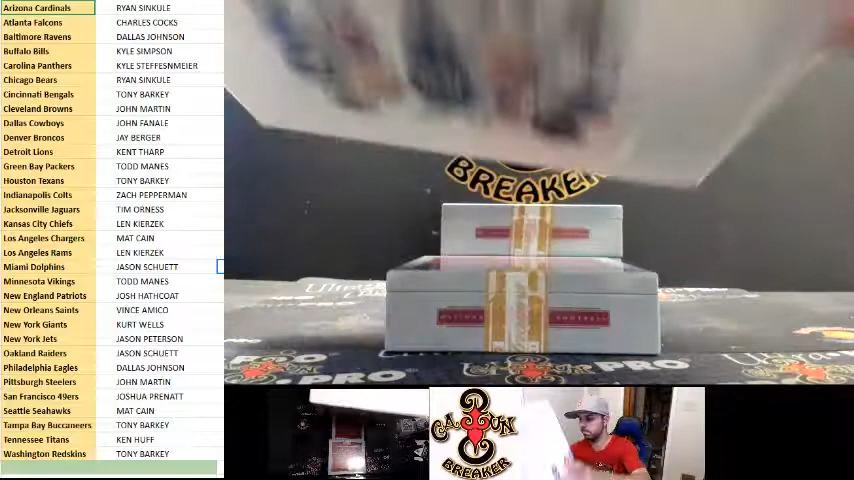 Arizona Cardinals RYAN SINKULE
Atlanta Falcons CHARLES COCKS
Baltimore Ravens DALLAS JOHNSON
Buffalo Bills KYLE SIMPSON
Carolina Panthers KYLE STEFFESNMEIER
Chicago Bears RYAN SINKULE
Cincinnati Bengals TONY BARKEY
Cleveland Browns JOHN MARTIN
Dallas Cowboys JOHN FANALE
Denver Broncos JAY BERGER
Detroit Lions KENT THARP
Green Bay Packers TODD MANES
Houston Texans TONY BARKEY
Indianapolis Colts ZACH PEPPERMAN
Jacksonville Jaguars TIM ORNESS
Kansas City Chiefs LEN KIERZEK
Los Angeles Chargers MAT CAIN
Los Angeles Rams LEN KIERZEK
Miami Dolphins JASON SCHUETT
Minnesota Vikings TODD MANES
New England Patriots JOSH HATHCOAT
New Orleans Saints VINCE AMICO
New York Giants KURT WELLS
New York Jets JASON PETERSON
Oakland Raiders JASON SCHUETT
Philadelphia Eagles DALLAS JOHNSON
Pittsburgh Steelers JOHN MARTIN
San Francisco 49ers JOSHUA PRENATT
Seattle Seahawks MAT CAIN
Tampa Bay Buccaneers TONY BARKEY
Tennessee Titans KEN HUFF
Washington Redskins TONY BARKEY
BREAKER
PRO
PRO
CAJUN
BREAKER